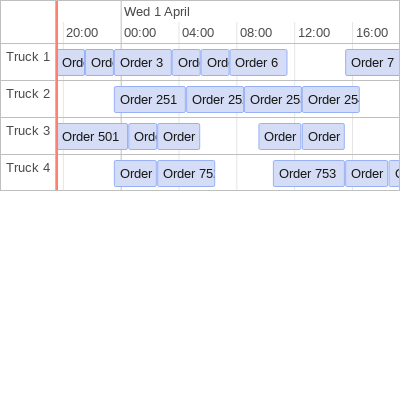 Wed 1 April
20:00 00:00 04:00 08:00 12:00 16:00
Truck 1 Ord Ord Order 3 Ord Ord Order 6 Order 7
Truck 2 Order 251 Order 25 Order 25 Order 25
Truck 3 Order 501 Ord Order Order Order
Truck 4 Order Order 75 Order 753 Order